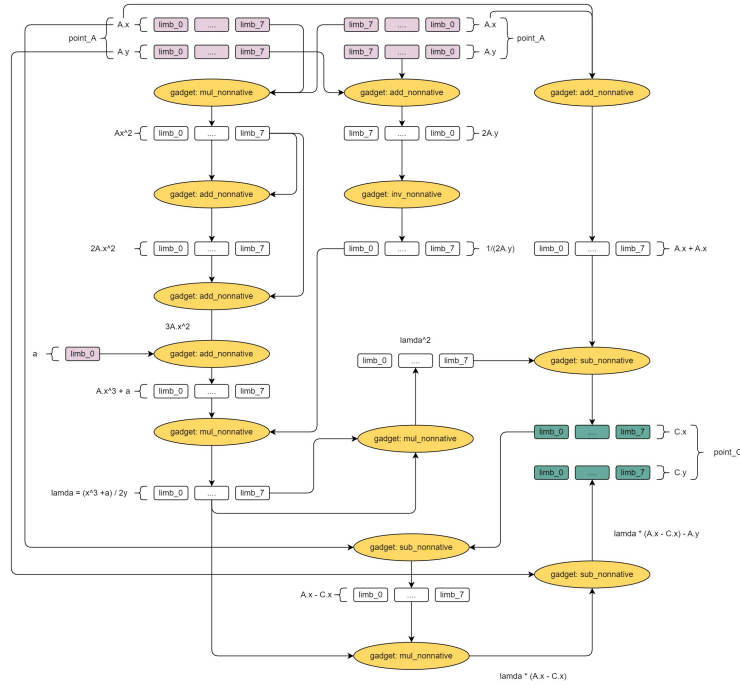 A.x limb_0 .... limb_7 limb_7 .... limb_0 A.x
point_A point_A
A.y limb_0 .... limb_7 limb_7 .... limb_0 A.y
gadget: mul_nonnative gadget: add_nonnative gadget: add_nonnative
Ax^2 limb_0 .... limb_7 limb_7 .... limb_0 2A.y
gadget: add_nonnative gadget: inv_nonnative
2A.x^2 limb_0 .... limb_7 limb_0 .... limb_7 1/(2A.y) limb_0 .... limb_7 A.x + A.x
gadget: add_nonnative
3A.x^2
lamda^2
a limb_0 gadget: add_nonnative limb_0 .... limb_7 gadget: sub_nonnative
A.x^3 + a limb_0 .... limb_7
gadget: mul_nonnative gadget: mul_nonnative limb_0 .... limb_7 C.x
point_C
limb_0 .... limb_7 C.y
lamda = (x^3 +a) / 2y limb_0 .... limb_7
lamda * (A.x - C.x) - A.y
gadget: sub_nonnative
gadget: sub_nonnative
A.x - C.x limb_0 .... limb_7
gadget: mul_nonnative
lamda * (A.x - C.x)